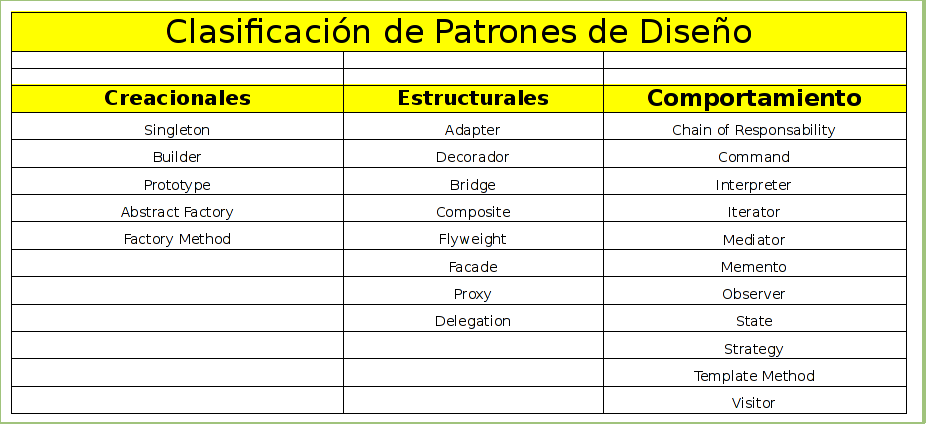 Clasificación de Patrones de Diseño
Creacionales Estructurales Comportamiento
Singleton Adapter Chain of Responsability
Builder Decorador Command
Prototype Bridge Interpreter
Abstract Factory Composite Iterator
Factory Method Flyweight Mediator
Facade Memento
Proxy Observer
Delegation State
Strategy
Template Method
Visitor